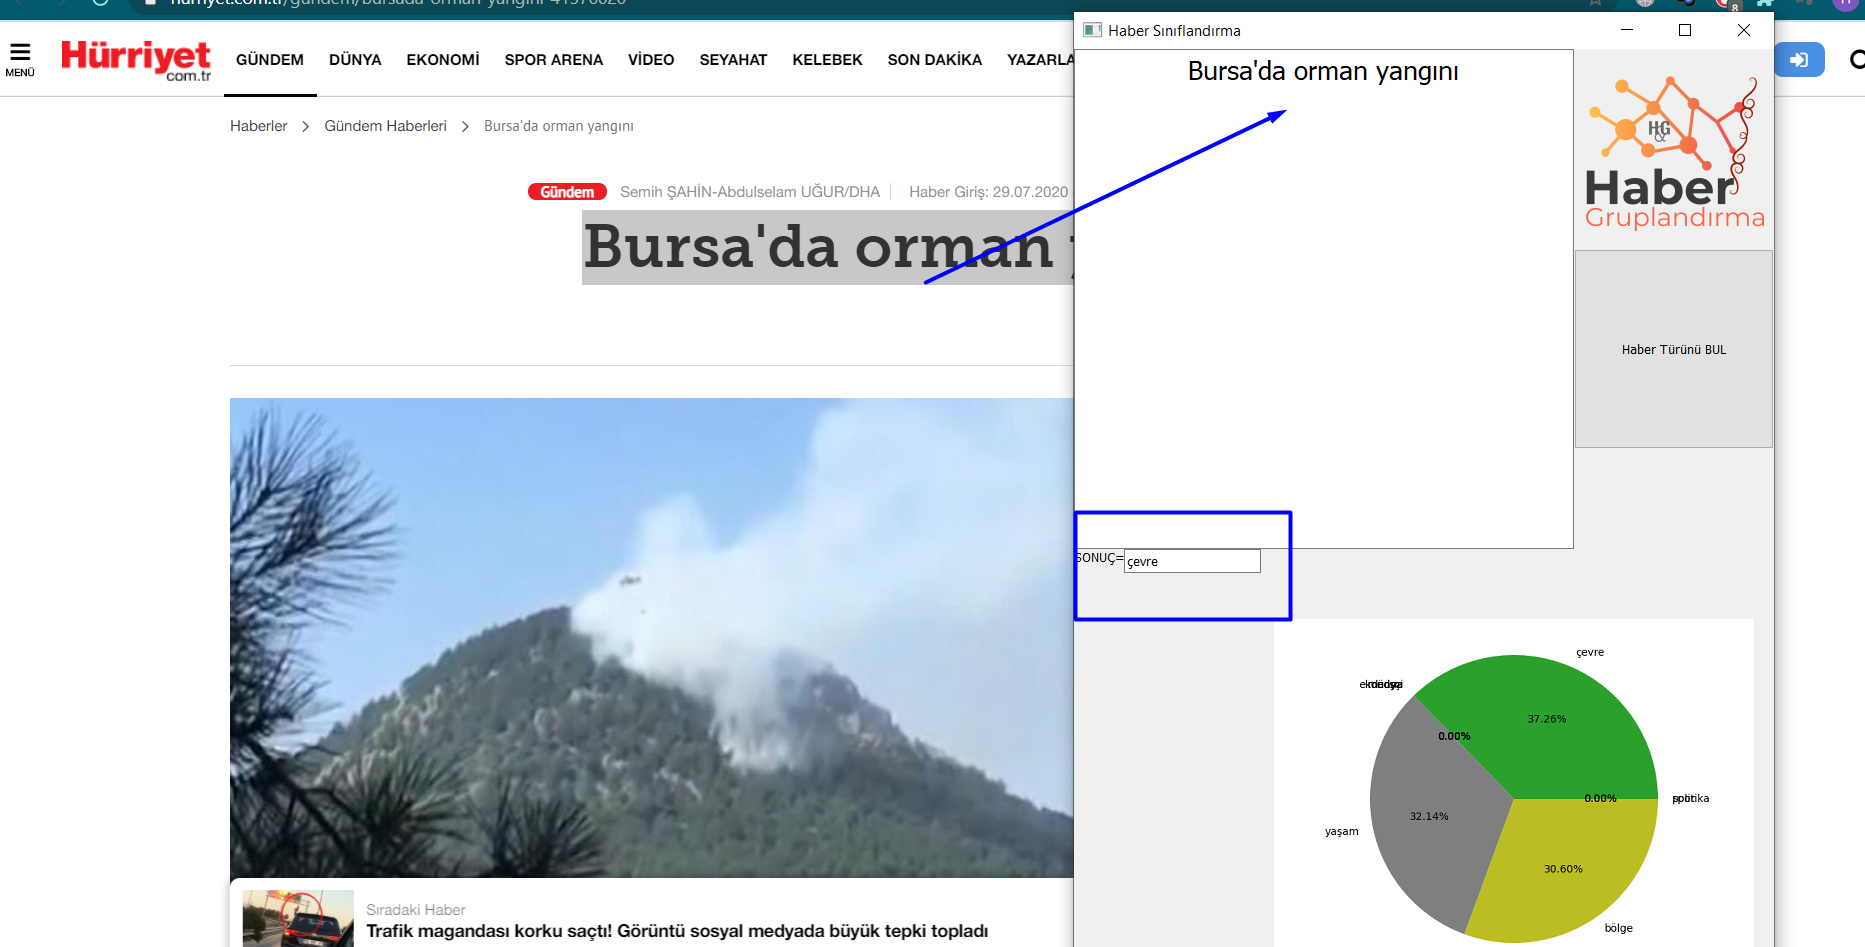 hurriyet.com.tr/gundem/bursada-orman-yangini-41576020
8
MENÜ
Hürriyet
com.tr
GÜNDEM DÜNYA EKONOMİ SPOR ARENA VİDEO SEYAHAT KELEBEK SON DAKİKA YAZARLA
Haberler > Gündem Haberleri > Bursa'da orman yangını
Gündem Semih ŞAHİN-Abdulselam UĞUR/DHA Haber Giriş: 29.07.2020
Bursa'da orman
Sıradaki Haber
Trafik magandası korku saçtı! Görüntü sosyal medyada büyük tepki topladı
Haber Sınıflandırma
Bursa'da orman yangını
H&G
Haber
Gruplandırma
Haber Türünü BUL
SONUÇ= çevre
çevre
37.26%
0.00%
0.00%
politika
32.14%
yaşam
30.60%
bölge